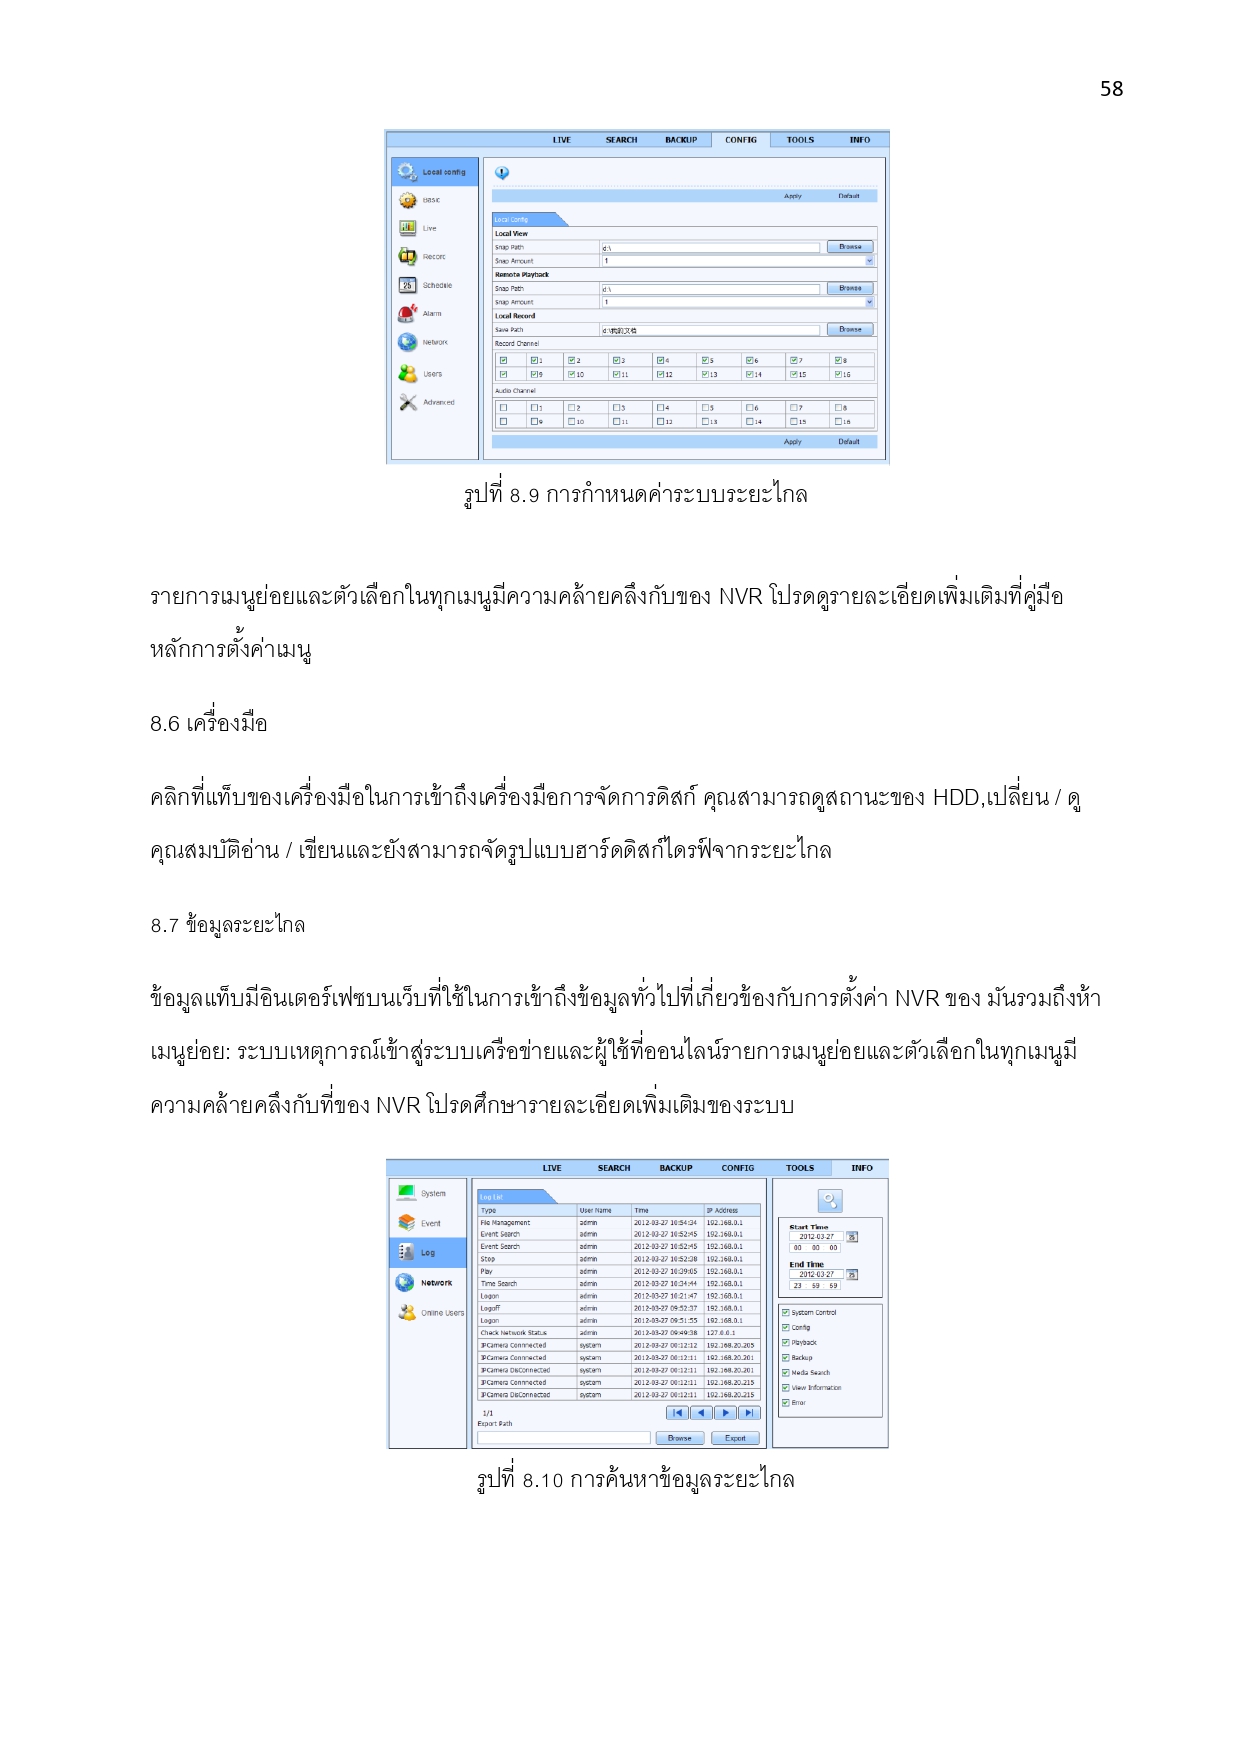 58
LIVE SEARCH BACKUP CONFIG TOOLS INFO
Local config
Basic
Live
Record
Schedule
Alarm
Network
Users
Advanced
Apply Default
Local Config
Local View
Snap Path d:\ Browse
Snap Amount 1
Remote Playback
Snap Path d:\ Browse
Snap Amount 1
Local Record
Save Path d:\我的文档 Browse
Record Channel
1 2 3 4 5 6 7 8
9 10 11 12 13 14 15 16
Audio Channel
1 2 3 4 5 6 7 8
9 10 11 12 13 14 15 16
Apply Default
รูปที่ 8.9 การกำหนดค่าระบบระยะไกล
รายการเมนูย่อยและตัวเลือกในทุกเมนูมีความคล้ายคลึงกับของ NVR โปรดดูรายละเอียดเพิ่มเติมที่คู่มือ
หลักการตั้งค่าเมนู
8.6 เครื่องมือ
คลิกที่แท็บของเครื่องมือในการเข้าถึงเครื่องมือการจัดการดิสก์ คุณสามารถดูสถานะของ HDD,เปลี่ยน / ดู
คุณสมบัติอ่าน / เขียนและยังสามารถจัดรูปแบบฮาร์ดดิสก์ไดรฟ์จากระยะไกล
8.7 ข้อมูลระยะไกล
ข้อมูลแท็บมีอินเตอร์เฟซบนเว็บที่ใช้ในการเข้าถึงข้อมูลทั่วไปที่เกี่ยวข้องกับการตั้งค่า NVR ของ มันรวมถึงห้า
เมนูย่อย: ระบบเหตุการณ์เข้าสู่ระบบเครือข่ายและผู้ใช้ที่ออนไลน์รายการเมนูย่อยและตัวเลือกในทุกเมนูมี
ความคล้ายคลึงกับที่ของ NVR โปรดศึกษารายละเอียดเพิ่มเติมของระบบ
LIVE SEARCH BACKUP CONFIG TOOLS INFO
System
Event
Log
Network
Online Users
Log List
Type User Name Time IP Address
File Management admin 2012-03-27 10:54:34 192.168.0.1
Event Search admin 2012-03-27 10:52:45 192.168.0.1
Event Search admin 2012-03-27 10:52:45 192.168.0.1
Stop admin 2012-03-27 10:52:38 192.168.0.1
Play admin 2012-03-27 10:39:05 192.168.0.1
Time Search admin 2012-03-27 10:34:44 192.168.0.1
Logon admin 2012-03-27 10:21:47 192.168.0.1
Logoff admin 2012-03-27 09:52:37 192.168.0.1
Logon admin 2012-03-27 09:51:55 192.168.0.1
Check Network Status admin 2012-03-27 09:49:38 127.0.0.1
IPCamera Connnected system 2012-03-27 00:12:12 192.168.20.205
IPCamera Connnected system 2012-03-27 00:12:11 192.168.20.201
IPCamera DisConnected system 2012-03-27 00:12:11 192.168.20.201
IPCamera Connnected system 2012-03-27 00:12:11 192.168.20.215
IPCamera DisConnected system 2012-03-27 00:12:11 192.168.20.215
1/1
Export Path
Browse Export
Start Time
2012-03-27 25
00 00 00
End Time
2012-03-27 25
23 : 59 : 59
System Control
Config
Playback
Backup
Media Search
View Information
Error
รูปที่ 8.10 การค้นหาข้อมูลระยะไกล